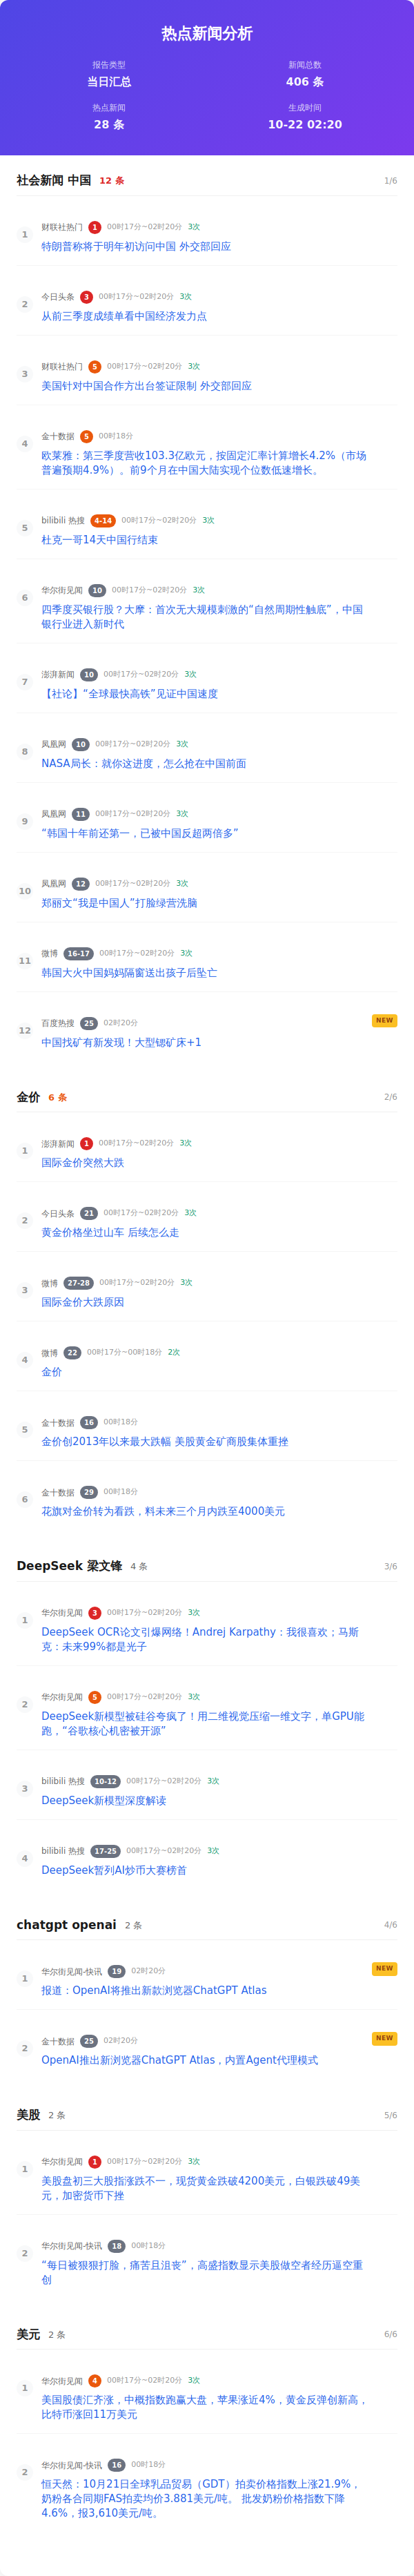 热点新闻分析
报告类型
新闻总数
当日汇总
406 条
热点新闻
生成时间
28 条
10-22 02:20
社会新闻 中国 12 条 1/6
1
财联社热门 1 00时17分~02时20分 3次
特朗普称将于明年初访问中国 外交部回应
2
今日头条 3 00时17分~02时20分 3次
从前三季度成绩单看中国经济发力点
3
财联社热门 5 00时17分~02时20分 3次
美国针对中国合作方出台签证限制 外交部回应
4
金十数据 5 00时18分
欧莱雅：第三季度营收103.3亿欧元，按固定汇率计算增长4.2%（市场
普遍预期4.9%）。前9个月在中国大陆实现个位数低速增长。
5
bilibili 热搜 4-14 00时17分~02时20分 3次
杜克一哥14天中国行结束
6
华尔街见闻 10 00时17分~02时20分 3次
四季度买银行股？大摩：首次无大规模刺激的“自然周期性触底”，中国
银行业进入新时代
7
澎湃新闻 10 00时17分~02时20分 3次
【社论】“全球最快高铁”见证中国速度
8
凤凰网 10 00时17分~02时20分 3次
NASA局长：就你这进度，怎么抢在中国前面
9
凤凰网 11 00时17分~02时20分 3次
“韩国十年前还第一，已被中国反超两倍多”
10
凤凰网 12 00时17分~02时20分 3次
郑丽文“我是中国人”打脸绿营洗脑
11
微博 16-17 00时17分~02时20分 3次
韩国大火中国妈妈隔窗送出孩子后坠亡
12
百度热搜 25 02时20分 NEW
中国找矿有新发现！大型锶矿床+1
金价 6 条 2/6
1
澎湃新闻 1 00时17分~02时20分 3次
国际金价突然大跌
2
今日头条 21 00时17分~02时20分 3次
黄金价格坐过山车 后续怎么走
3
微博 27-28 00时17分~02时20分 3次
国际金价大跌原因
4
微博 22 00时17分~00时18分 2次
金价
5
金十数据 16 00时18分
金价创2013年以来最大跌幅 美股黄金矿商股集体重挫
6
金十数据 29 00时18分
花旗对金价转为看跌，料未来三个月内跌至4000美元
DeepSeek 梁文锋 4 条 3/6
1
华尔街见闻 3 00时17分~02时20分 3次
DeepSeek OCR论文引爆网络！Andrej Karpathy：我很喜欢；马斯
克：未来99%都是光子
2
华尔街见闻 5 00时17分~02时20分 3次
DeepSeek新模型被硅谷夸疯了！用二维视觉压缩一维文字，单GPU能
跑，“谷歌核心机密被开源”
3
bilibili 热搜 10-12 00时17分~02时20分 3次
DeepSeek新模型深度解读
4
bilibili 热搜 17-25 00时17分~02时20分 3次
DeepSeek暂列AI炒币大赛榜首
chatgpt openai 2 条 4/6
1
华尔街见闻-快讯 19 02时20分 NEW
报道：OpenAI将推出新款浏览器ChatGPT Atlas
2
金十数据 25 02时20分 NEW
OpenAI推出新浏览器ChatGPT Atlas，内置Agent代理模式
美股 2 条 5/6
1
华尔街见闻 1 00时17分~02时20分 3次
美股盘初三大股指涨跌不一，现货黄金跌破4200美元，白银跌破49美
元，加密货币下挫
2
华尔街见闻-快讯 18 00时18分
“每日被狠狠打脸，痛苦且沮丧”，高盛指数显示美股做空者经历逼空重
创
美元 2 条 6/6
1
华尔街见闻 4 00时17分~02时20分 3次
美国股债汇齐涨，中概指数跑赢大盘，苹果涨近4%，黄金反弹创新高，
比特币涨回11万美元
2
华尔街见闻-快讯 16 00时18分
恒天然：10月21日全球乳品贸易（GDT）拍卖价格指数上涨21.9%，
奶粉各合同期FAS拍卖均价3.881美元/吨。 批发奶粉价格指数下降
4.6%，报3,610美元/吨。